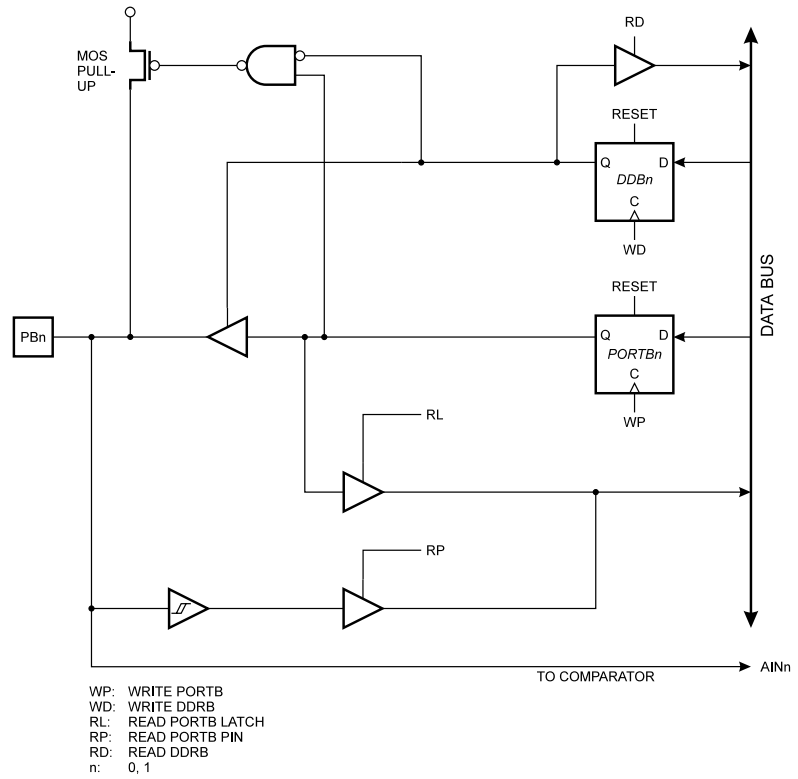 RD
MOS
PULL-
UP
RESET
Q
D
DDBn
C
WD
RESET
DATA BUS
PBn
Q
D
PORTBn
C
WP
RL
RP
TO COMPARATOR
AINn
WP: WRITE PORTB
WD: WRITE DDRB
RL: READ PORTB LATCH
RP: READ PORTB PIN
RD: READ DDRB
n: 0, 1